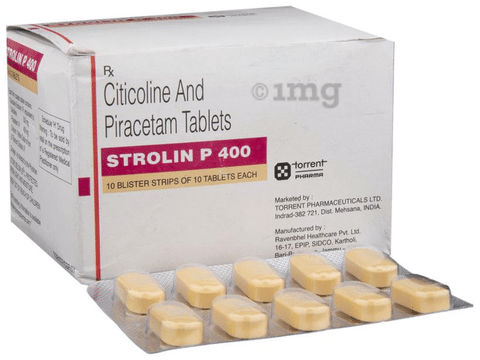 Rx
Citicoline And
Piracetam Tablets
STROLIN P 400
10 BLISTER STRIPS OF 10 TABLETS EACH
torrent
PHARMA
Marketed by :
TORRENT PHARMACEUTICALS LTD.
Indrad-382 721, Dist. Mehsana, INDIA.
Manufactured by :
Ravenbhel Healthcare Pvt. Ltd.
16-17, EPIP, SIDCO, Kartholi,
STROLIN P 400
©1mg